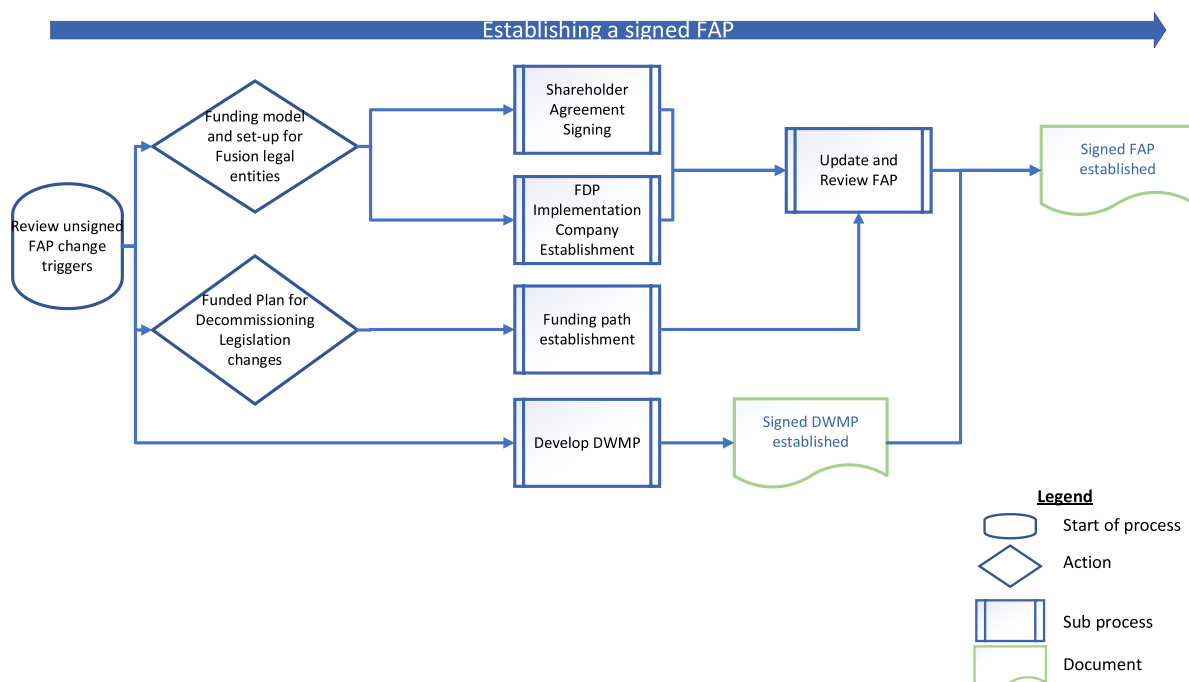 Establishing a signed FAP
Funding model
and set-up for
Fusion legal
entities
Shareholder
Agreement
Signing
Update and
Review FAP
Signed FAP
established
FDP
Implementation
Company
Establishment
Review unsigned
FAP change
triggers
Funded Plan for
Decommissioning
Legislation
changes
Funding path
establishment
Develop DWMP
Signed DWMP
established
Legend
Start of process
Action
Sub process
Document